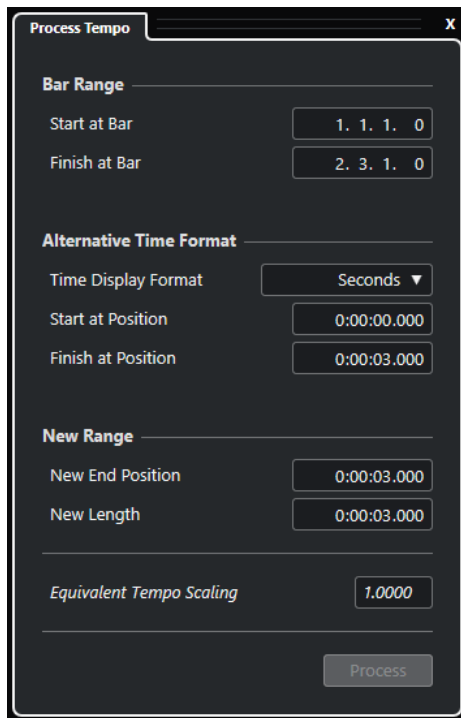 Process Tempo X
Bar Range
Start at Bar 1. 1. 1. 0
Finish at Bar 2. 3. 1. 0
Alternative Time Format
Time Display Format Seconds ▼
Start at Position 0:00:00.000
Finish at Position 0:00:03.000
New Range
New End Position 0:00:03.000
New Length 0:00:03.000
Equivalent Tempo Scaling 1.0000
Process